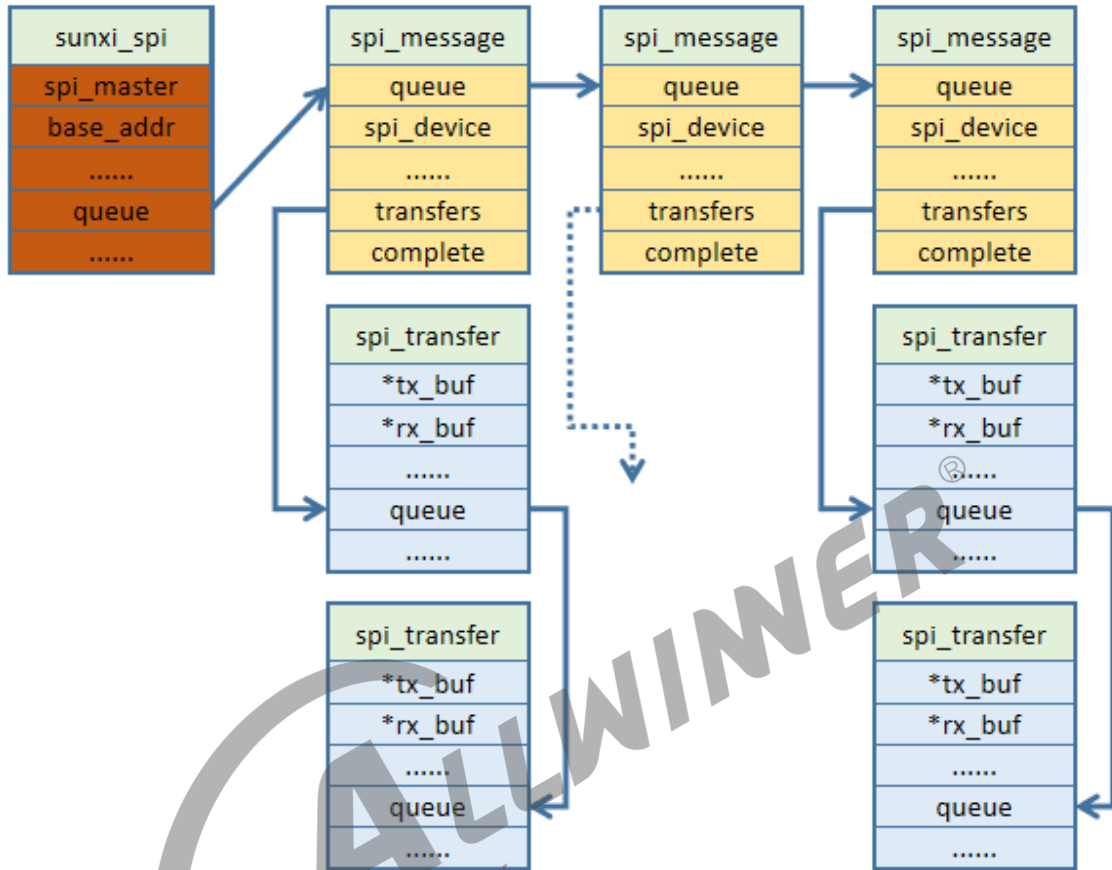 sunxi_spi
spi_master
base_addr
......
queue
......
spi_message
queue
spi_device
......
transfers
complete
spi_message
queue
spi_device
......
transfers
complete
spi_message
queue
spi_device
......
transfers
complete
spi_transfer
*tx_buf
*rx_buf
......
queue
......
spi_transfer
*tx_buf
*rx_buf
......
queue
......
spi_transfer
*tx_buf
*rx_buf
......
queue
......
spi_transfer
*tx_buf
*rx_buf
......
queue
......
ALLWINNER®